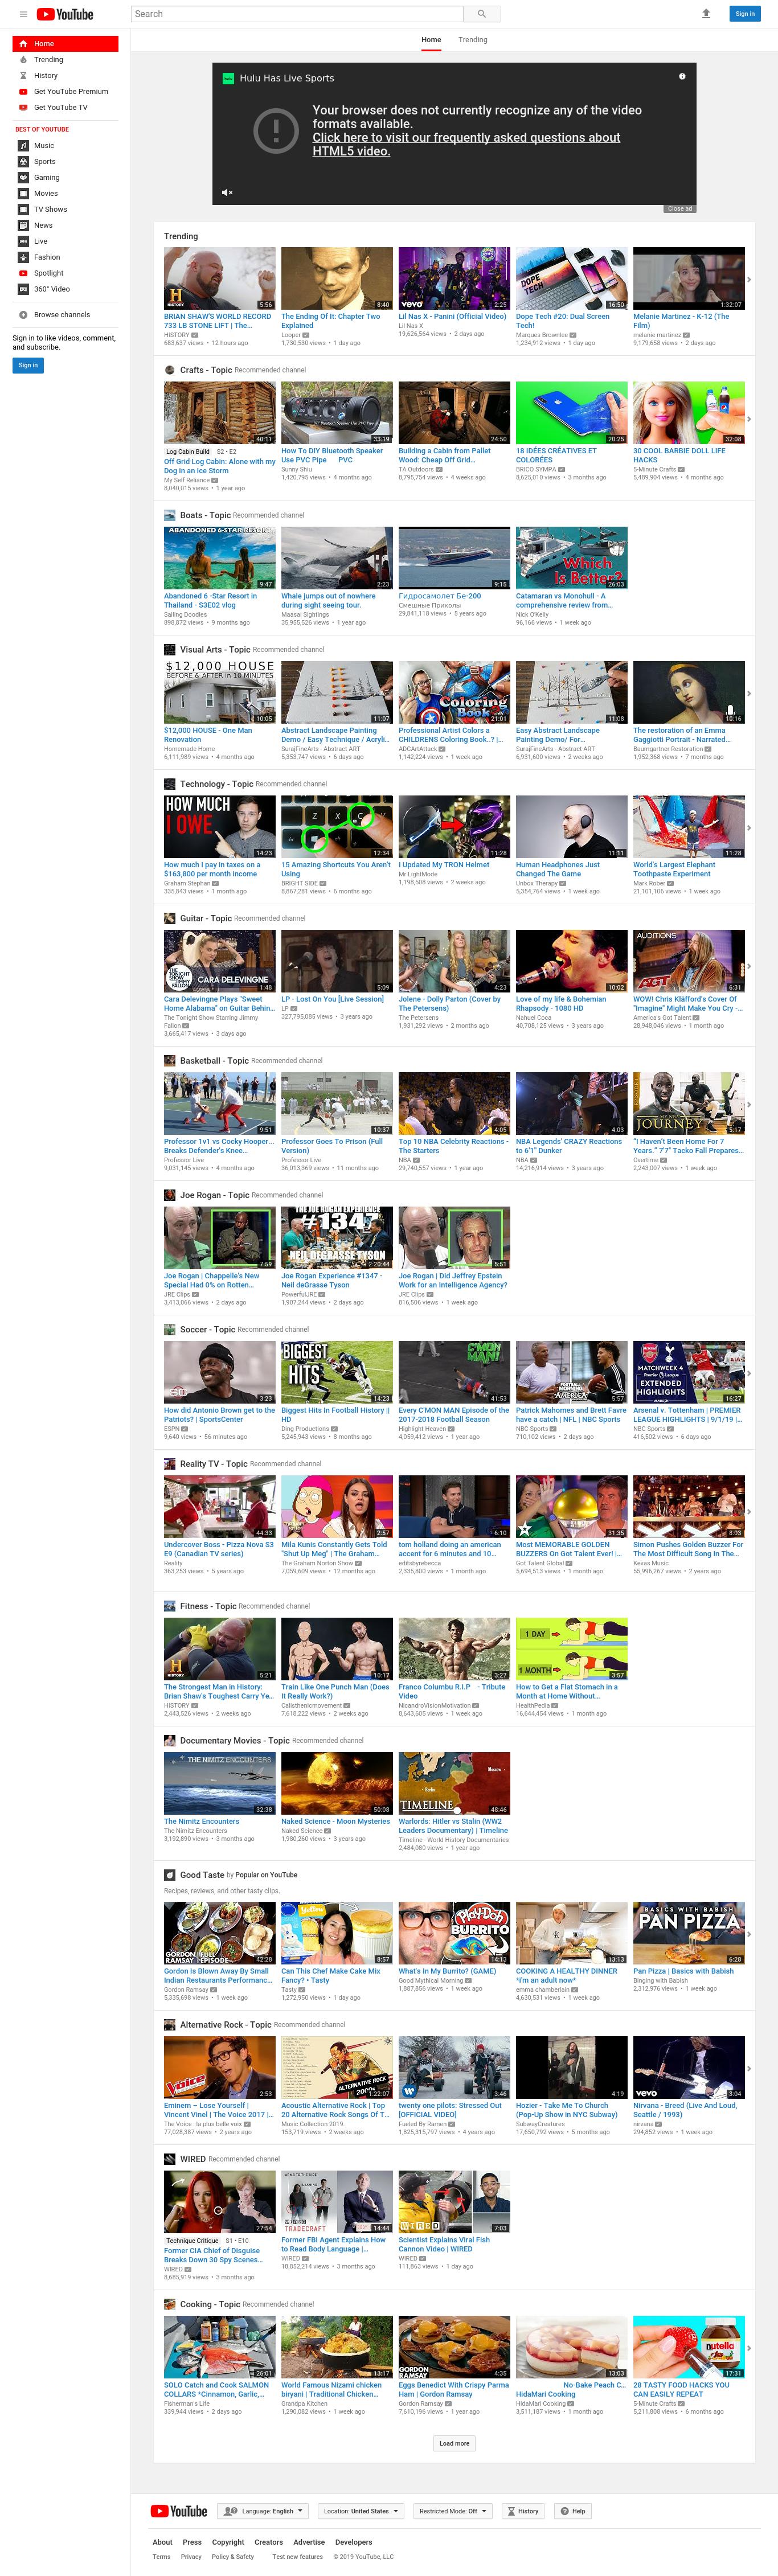 YouTube
Search
Sign in
Home
Trending
History
Get YouTube Premium
Get YouTube TV
BEST OF YOUTUBE
Music
Sports
Gaming
Movies
TV Shows
News
Live
Fashion
Spotlight
360° Video
Browse channels
Sign in to like videos, comment,
and subscribe.
Sign in
Home Trending
Hulu Has Live Sports
Your browser does not currently recognize any of the video
formats available.
Click here to visit our frequently asked questions about
HTML5 video.
Close ad
Trending
5:56
BRIAN SHAW'S WORLD RECORD
733 LB STONE LIFT | The...
HISTORY
683,637 views • 12 hours ago
8:40
The Ending Of It: Chapter Two
Explained
Looper
1,730,530 views • 1 day ago
vevo
2:25
Lil Nas X - Panini (Official Video)
Lil Nas X
19,626,564 views • 2 days ago
DOPE TECH
16:50
Dope Tech #20: Dual Screen
Tech!
Marques Brownlee
1,234,912 views • 1 day ago
1:32:07
Melanie Martinez - K-12 (The
Film)
melanie martinez
9,179,658 views • 2 days ago
Crafts - Topic Recommended channel
40:11
Log Cabin Build S2 • E2
Off Grid Log Cabin: Alone with my
Dog in an Ice Storm
My Self Reliance
8,040,015 views • 1 year ago
33:19
How To DIY Bluetooth Speaker
Use PVC Pipe PVC
Sunny Shiu
1,420,795 views • 4 months ago
24:50
Building a Cabin from Pallet
Wood: Cheap Off Grid...
TA Outdoors
8,795,754 views • 4 weeks ago
20:25
18 IDÉES CRÉATIVES ET
COLORÉES
BRICO SYMPA
8,625,010 views • 3 months ago
32:08
30 COOL BARBIE DOLL LIFE
HACKS
5-Minute Crafts
5,489,904 views • 4 months ago
Boats - Topic Recommended channel
ABANDONED 6-STAR RESORT
9:47
Abandoned 6 -Star Resort in
Thailand - S3E02 vlog
Sailing Doodles
898,872 views • 9 months ago
2:23
Whale jumps out of nowhere
during sight seeing tour.
Maasai Sightings
35,955,526 views • 1 year ago
9:15
Гидросамолет Бе-200
Смешные Приколы
29,841,118 views • 5 years ago
Which
Is Better?
26:03
Catamaran vs Monohull - A
comprehensive review from...
Nick O'Kelly
96,166 views • 1 week ago
Visual Arts - Topic Recommended channel
$12,000 HOUSE
BEFORE & AFTER in 10 MINUTES
10:05
$12,000 HOUSE - One Man
Renovation
Homemade Home
6,111,989 views • 4 months ago
11:07
Abstract Landscape Painting
Demo / Easy Technique / Acryli...
SurajFineArts - Abstract ART
5,353,747 views • 6 days ago
Coloring
Book
21:01
Professional Artist Colors a
CHILDRENS Coloring Book..? |...
ADCArtAttack
1,142,224 views • 1 week ago
11:08
Easy Abstract Landscape
Painting Demo/ For...
SurajFineArts - Abstract ART
6,931,600 views • 2 weeks ago
10:16
The restoration of an Emma
Gaggiotti Portrait - Narrated...
Baumgartner Restoration
1,952,368 views • 7 months ago
Technology - Topic Recommended channel
HOW MUCH
I OWE
14:23
How much I pay in taxes on a
$163,800 per month income
Graham Stephan
335,843 views • 1 month ago
Z X C
12:34
15 Amazing Shortcuts You Aren't
Using
BRIGHT SIDE
8,867,281 views • 6 months ago
11:28
I Updated My TRON Helmet
Mr LightMode
1,198,508 views • 2 weeks ago
11:11
Human Headphones Just
Changed The Game
Unbox Therapy
5,354,764 views • 1 week ago
11:28
World's Largest Elephant
Toothpaste Experiment
Mark Rober
21,101,106 views • 1 week ago
Guitar - Topic Recommended channel
CARA DELEVINGNE
1:48
Cara Delevingne Plays "Sweet
Home Alabama" on Guitar Behin...
The Tonight Show Starring Jimmy
Fallon
3,665,417 views • 3 days ago
5:09
LP - Lost On You [Live Session]
LP
327,795,085 views • 3 years ago
4:23
Jolene - Dolly Parton (Cover by
The Petersens)
The Petersens
1,931,292 views • 2 months ago
10:02
Love of my life & Bohemian
Rhapsody - 1080 HD
Nahuel Coca
40,708,125 views • 3 years ago
AUDITIONS
AGT
6:31
WOW! Chris Kläfford's Cover Of
"Imagine" Might Make You Cry -...
America's Got Talent
28,948,046 views • 1 month ago
Basketball - Topic Recommended channel
9:51
Professor 1v1 vs Cocky Hooper...
Breaks Defender's Knee...
Professor Live
9,031,145 views • 4 months ago
10:37
Professor Goes To Prison (Full
Version)
Professor Live
36,013,369 views • 11 months ago
4:05
Top 10 NBA Celebrity Reactions -
The Starters
NBA
29,740,557 views • 1 year ago
4:03
NBA Legends' CRAZY Reactions
to 6'1" Dunker
NBA
14,216,914 views • 3 years ago
JOURNEY
5:17
"I Haven't Been Home For 7
Years." 7'7" Tacko Fall Prepares...
Overtime
2,243,007 views • 1 week ago
Joe Rogan - Topic Recommended channel
7:59
Joe Rogan | Chappelle's New
Special Had 0% on Rotten...
JRE Clips
3,413,066 views • 2 days ago
THE JOE ROGAN EXPERIENCE
#1347
NEIL DEGRASSE TYSON
2:20:44
Joe Rogan Experience #1347 -
Neil deGrasse Tyson
PowerfulJRE
1,907,244 views • 2 days ago
5:51
Joe Rogan | Did Jeffrey Epstein
Work for an Intelligence Agency?
JRE Clips
816,506 views • 1 week ago
Soccer - Topic Recommended channel
3:23
How did Antonio Brown get to the
Patriots? | SportsCenter
ESPN
9,640 views • 56 minutes ago
BIGGEST
HITS
14:23
Biggest Hits In Football History ||
HD
Ding Productions
5,245,943 views • 8 months ago
C'MON
MAN!
41:53
Every C'MON MAN Episode of the
2017-2018 Football Season
Highlight Heaven
4,059,412 views • 1 year ago
5:57
Patrick Mahomes and Brett Favre
have a catch | NFL | NBC Sports
NBC Sports
710,102 views • 2 days ago
MATCHWEEK 4
EXTENDED
HIGHLIGHTS
16:27
Arsenal v. Tottenham | PREMIER
LEAGUE HIGHLIGHTS | 9/1/19 |...
NBC Sports
416,502 views • 6 days ago
Reality TV - Topic Recommended channel
44:33
Undercover Boss - Pizza Nova S3
E9 (Canadian TV series)
Reality
363,253 views • 5 years ago
2:57
Mila Kunis Constantly Gets Told
"Shut Up Meg" | The Graham...
The Graham Norton Show
7,059,609 views • 12 months ago
6:10
tom holland doing an american
accent for 6 minutes and 10...
editsbyrebecca
2,335,800 views • 1 month ago
31:35
Most MEMORABLE GOLDEN
BUZZERS On Got Talent Ever! |...
Got Talent Global
5,694,513 views • 1 month ago
8:03
Simon Pushes Golden Buzzer For
The Most Difficult Song In The...
Kevas Music
55,996,267 views • 2 years ago
Fitness - Topic Recommended channel
5:21
The Strongest Man in History:
Brian Shaw's Toughest Carry Ye...
HISTORY
2,443,526 views • 2 weeks ago
10:17
Train Like One Punch Man (Does
It Really Work?)
Calisthenicmovement
7,618,222 views • 2 weeks ago
3:27
Franco Columbu R.I.P - Tribute
Video
NicandroVisionMotivation
8,643,605 views • 1 week ago
1 DAY
1 MONTH
3:57
How to Get a Flat Stomach in a
Month at Home Without...
HealthPedia
16,644,454 views • 1 month ago
Documentary Movies - Topic Recommended channel
THE NIMITZ ENCOUNTERS
32:38
The Nimitz Encounters
The Nimitz Encounters
3,192,890 views • 3 months ago
50:08
Naked Science - Moon Mysteries
Naked Science
1,980,260 views • 3 years ago
TIMELINE
48:46
Warlords: Hitler vs Stalin (WW2
Leaders Documentary) | Timeline
Timeline - World History Documentaries
2,484,080 views • 1 year ago
Good Taste by Popular on YouTube
Recipes, reviews, and other tasty clips.
GORDON RAMSAY FULL EPISODE
42:28
Gordon Is Blown Away By Small
Indian Restaurants Performanc...
Gordon Ramsay
5,335,698 views • 1 week ago
8:57
Can This Chef Make Cake Mix
Fancy? • Tasty
Tasty
1,272,950 views • 1 day ago
Play-Doh
BURRITO
14:13
What's In My Burrito? (GAME)
Good Mythical Morning
1,887,856 views • 1 week ago
13:13
COOKING A HEALTHY DINNER
*i'm an adult now*
emma chamberlain
4,630,531 views • 1 week ago
BASICS WITH BABISH
PAN PIZZA
6:28
Pan Pizza | Basics with Babish
Binging with Babish
2,312,976 views • 1 week ago
Alternative Rock - Topic Recommended channel
2:53
Eminem – Lose Yourself |
Vincent Vinel | The Voice 2017 |...
The Voice : la plus belle voix
77,028,387 views • 2 years ago
ALTERNATIVE ROCK
2000s
1:22:07
Acoustic Alternative Rock | Top
20 Alternative Rock Songs Of T...
Music Collection 2019.
153,719 views • 2 weeks ago
3:46
twenty one pilots: Stressed Out
[OFFICIAL VIDEO]
Fueled By Ramen
1,825,315,797 views • 4 years ago
4:19
Hozier - Take Me To Church
(Pop-Up Show in NYC Subway)
SubwayCreatures
17,650,792 views • 5 months ago
vevo
3:04
Nirvana - Breed (Live And Loud,
Seattle / 1993)
nirvana
294,852 views • 1 week ago
WIRED Recommended channel
27:54
Technique Critique S1 • E10
Former CIA Chief of Disguise
Breaks Down 30 Spy Scenes...
WIRED
8,685,919 views • 3 months ago
TRADECRAFT
14:44
Former FBI Agent Explains How
to Read Body Language |...
WIRED
18,852,214 views • 3 months ago
WIRED
7:03
Scientist Explains Viral Fish
Cannon Video | WIRED
WIRED
111,863 views • 1 day ago
Cooking - Topic Recommended channel
26:01
SOLO Catch and Cook SALMON
COLLARS *Cinnamon, Garlic,...
Fisherman's Life
339,944 views • 2 days ago
13:17
World Famous Nizami chicken
biryani | Traditional Chicken...
Grandpa Kitchen
1,290,082 views • 1 week ago
GORDON RAMSAY
4:35
Eggs Benedict With Crispy Parma
Ham | Gordon Ramsay
Gordon Ramsay
7,610,196 views • 1 year ago
13:03
No-Bake Peach C...
HidaMari Cooking
HidaMari Cooking
3,511,187 views • 1 month ago
nutella
17:31
28 TASTY FOOD HACKS YOU
CAN EASILY REPEAT
5-Minute Crafts
5,211,808 views • 6 months ago
Load more
YouTube
Language: English
Location: United States
Restricted Mode: Off
History
Help
About Press Copyright Creators Advertise Developers
Terms Privacy Policy & Safety Test new features © 2019 YouTube, LLC